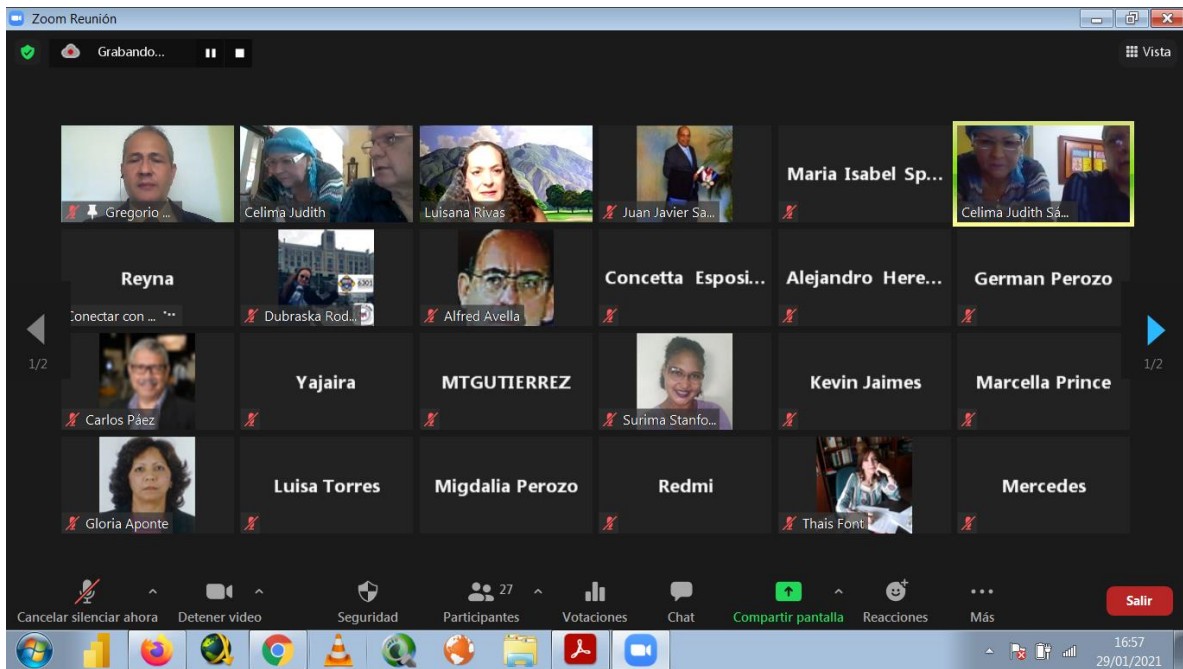 Zoom Reunión
Grabando...
Vista
Gregorio ...
Celima Judith
Luisana Rivas
Juan Javier Sa...
Maria Isabel Sp...
Celima Judith Sá...
Reyna
Conectar con ...
Dubraska Rod...
6301
Alfred Avella
Concetta Esposi...
Alejandro Here...
German Perozo
1/2
1/2
Carlos Páez
Yajaira
MTGUTIERREZ
Surima Stanfo...
Kevin Jaimes
Marcella Prince
Gloria Aponte
Luisa Torres
Migdalia Perozo
Redmi
Thais Font
Mercedes
Cancelar silenciar ahora
Detener video
Seguridad
27
Participantes
Votaciones
Chat
Compartir pantalla
Reacciones
Más
Salir
16:57
29/01/2021